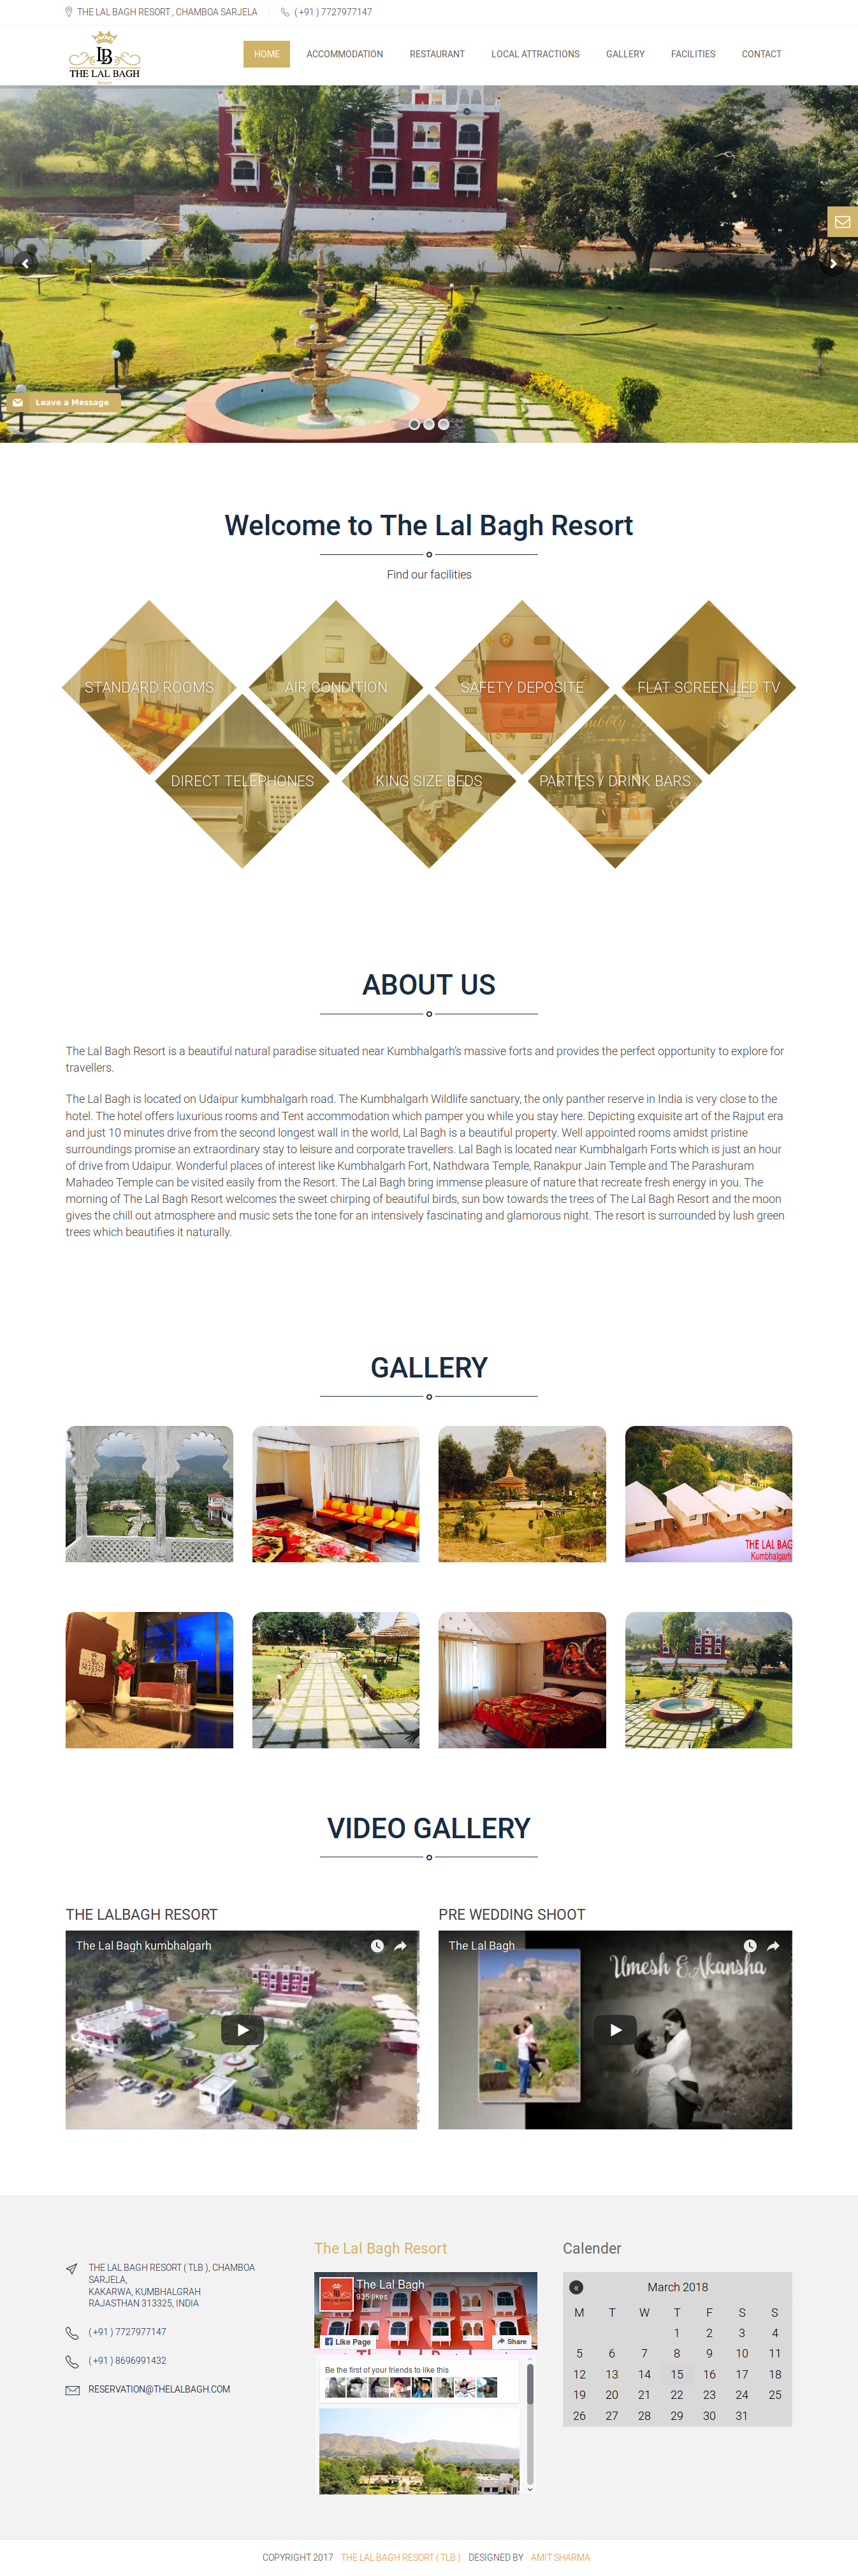 THE LAL BAGH RESORT , CHAMBOA SARJELA
( +91 ) 7727977147
LB
THE LAL BAGH
Resort
HOME
ACCOMMODATION
RESTAURANT
LOCAL ATTRACTIONS
GALLERY
FACILITIES
CONTACT
Leave a Message
Welcome to The Lal Bagh Resort
Find our facilities
STANDARD ROOMS
AIR CONDITION
SAFETY DEPOSITE
FLAT SCREEN LED TV
DIRECT TELEPHONES
KING SIZE BEDS
PARTIES / DRINK BARS
ABOUT US
The Lal Bagh Resort is a beautiful natural paradise situated near Kumbhalgarh's massive forts and provides the perfect opportunity to explore for
travellers.
The Lal Bagh is located on Udaipur kumbhalgarh road. The Kumbhalgarh Wildlife sanctuary, the only panther reserve in India is very close to the
hotel. The hotel offers luxurious rooms and Tent accommodation which pamper you while you stay here. Depicting exquisite art of the Rajput era
and just 10 minutes drive from the second longest wall in the world, Lal Bagh is a beautiful property. Well appointed rooms amidst pristine
surroundings promise an extraordinary stay to leisure and corporate travellers. Lal Bagh is located near Kumbhalgarh Forts which is just an hour
of drive from Udaipur. Wonderful places of interest like Kumbhalgarh Fort, Nathdwara Temple, Ranakpur Jain Temple and The Parashuram
Mahadeo Temple can be visited easily from the Resort. The Lal Bagh bring immense pleasure of nature that recreate fresh energy in you. The
morning of The Lal Bagh Resort welcomes the sweet chirping of beautiful birds, sun bow towards the trees of The Lal Bagh Resort and the moon
gives the chill out atmosphere and music sets the tone for an intensively fascinating and glamorous night. The resort is surrounded by lush green
trees which beautifies it naturally.
GALLERY
THE LAL BAG
Kumbhalgarh
VIDEO GALLERY
THE LALBAGH RESORT
PRE WEDDING SHOOT
The Lal Bagh kumbhalgarh
The Lal Bagh
Umesh & Akansha
THE LAL BAGH RESORT ( TLB ), CHAMBOA
SARJELA,
KAKARWA, KUMBHALGRAH
RAJASTHAN 313325, INDIA
( +91 ) 7727977147
( +91 ) 8696991432
RESERVATION@THELALBAGH.COM
The Lal Bagh Resort
The Lal Bagh
935 likes
Like Page
Share
Be the first of your friends to like this
Calender
« March 2018
M T W T F S S
1 2 3 4
5 6 7 8 9 10 11
12 13 14 15 16 17 18
19 20 21 22 23 24 25
26 27 28 29 30 31
COPYRIGHT 2017 THE LAL BAGH RESORT ( TLB ) DESIGNED BY AMIT SHARMA